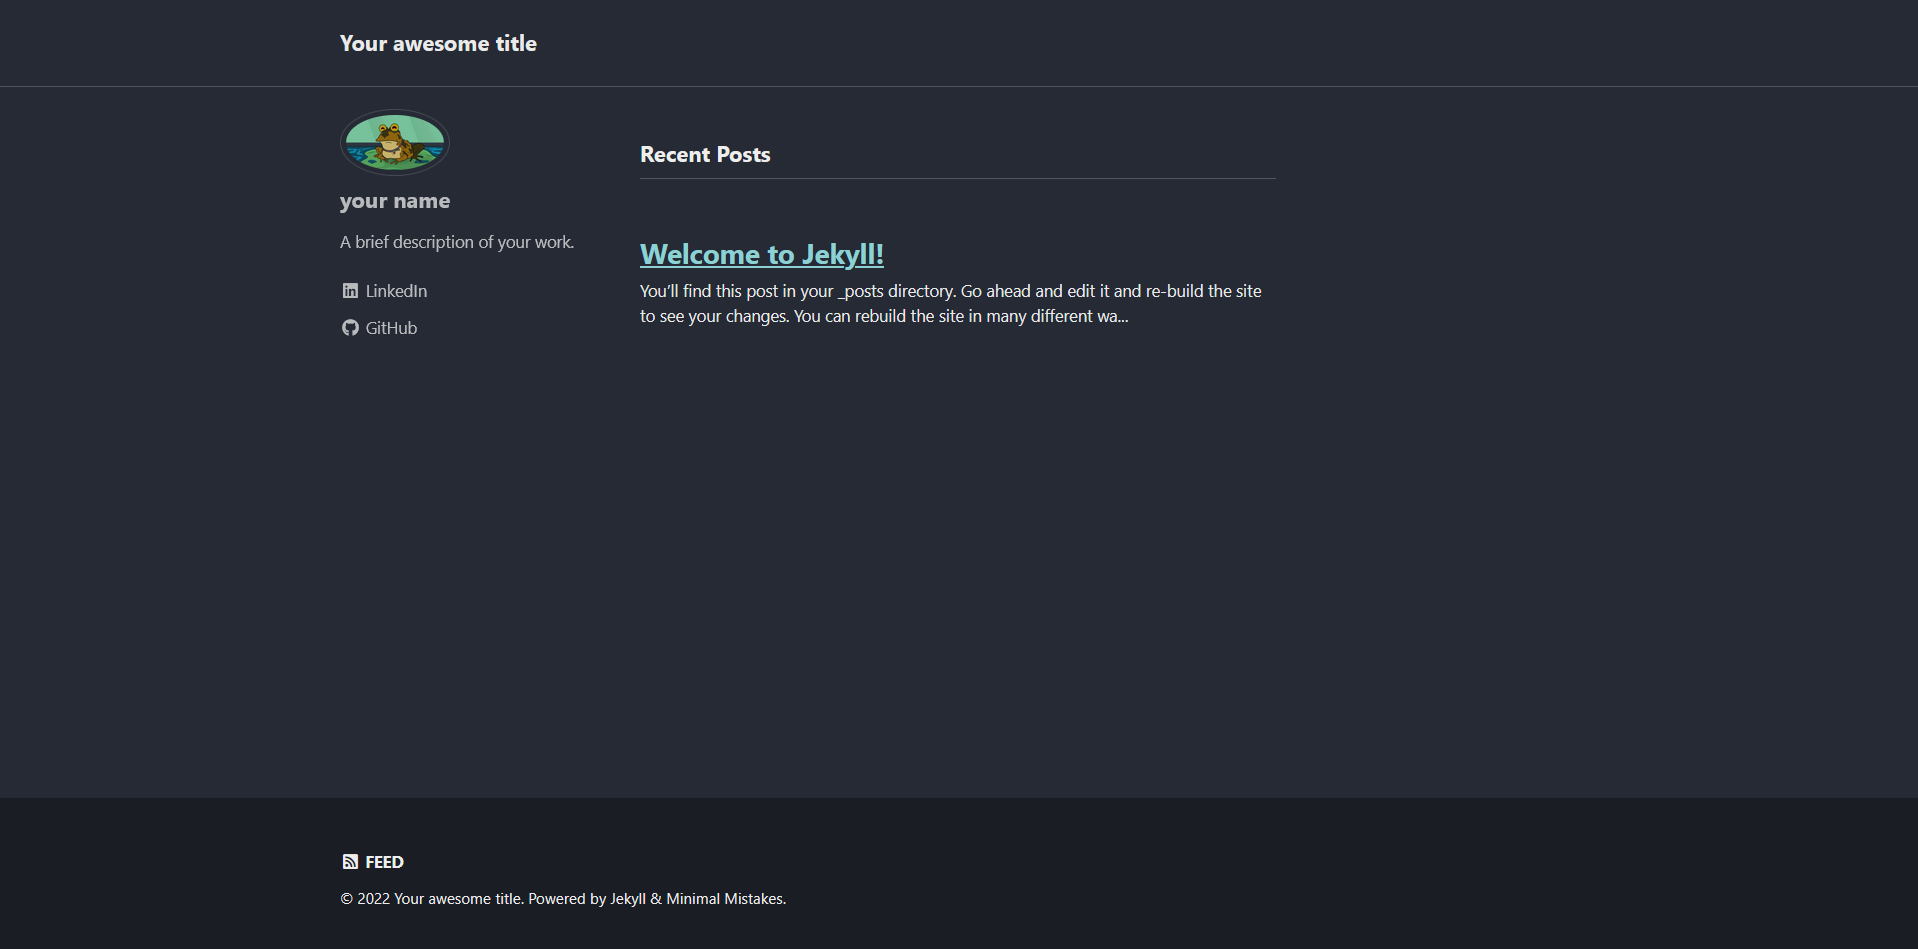 Your awesome title
your name
A brief description of your work.
LinkedIn
GitHub
Recent Posts
Welcome to Jekyll!
You’ll find this post in your _posts directory. Go ahead and edit it and re-build the site
to see your changes. You can rebuild the site in many different wa...
FEED
© 2022 Your awesome title. Powered by Jekyll & Minimal Mistakes.